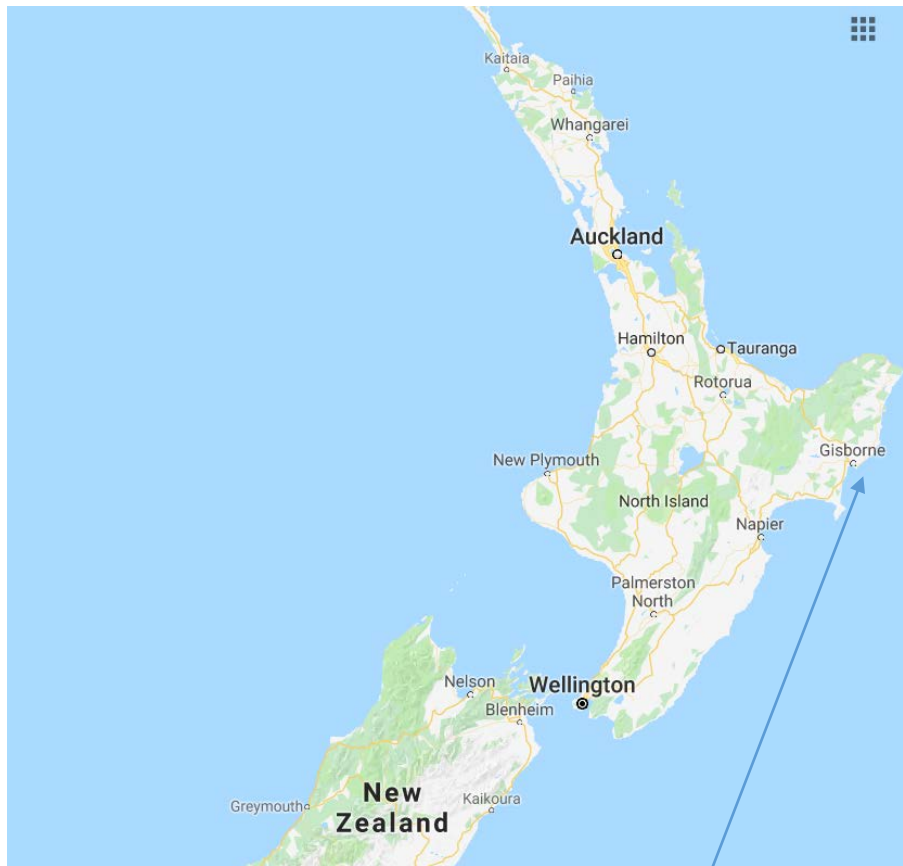 Kaitaia
Paihia
Whangarei
Auckland
Hamilton
Tauranga
Rotorua
Gisborne
New Plymouth
North Island
Napier
Palmerston
North
Nelson
Wellington
Blenheim
New
Zealand
Greymouth
Kaikoura